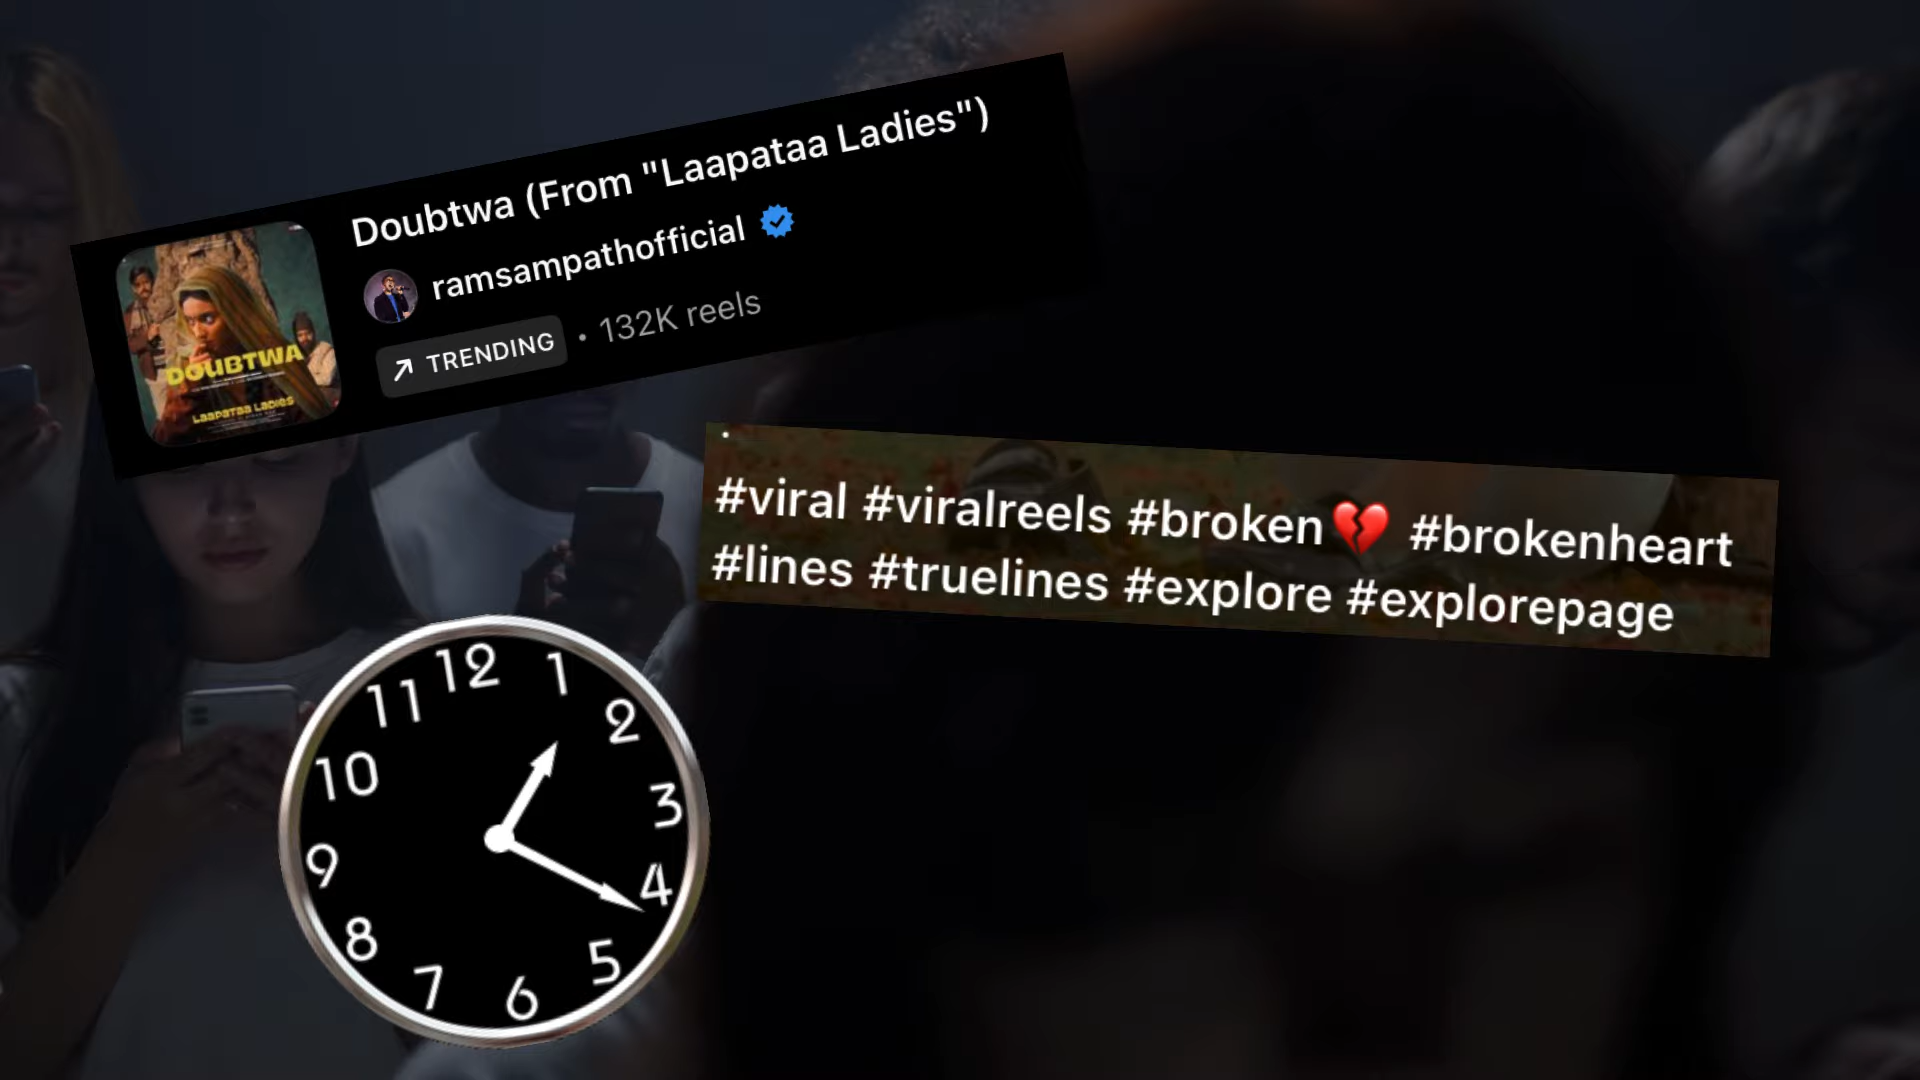 Doubtwa (From "Laapataa Ladies")
ramsampathofficial
TRENDING • 132K reels
DOUBTWA
LAAPATAA LADIES
.
#viral #viralreels #broken💔 #brokenheart
#lines #truelines #explore #explorepage
12
1
2
3
4
5
6
7
8
9
10
11